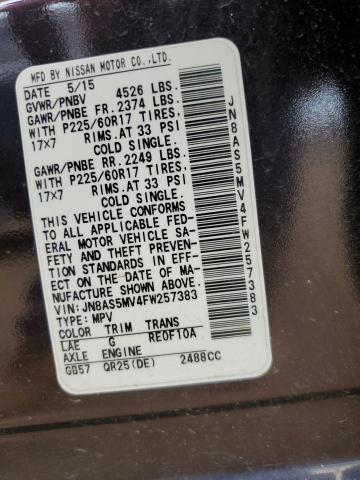 MFD BY NISSAN MOTOR CO.,LTD.
DATE 5/15
GVWR/PNBV 4526 LBS.
GAWR/PNBE FR. 2374 LBS.
WITH P225/60R17 TIRES,
17X7 RIMS.AT 33 PSI
COLD SINGLE.
GAWR/PNBE RR. 2249 LBS.
WITH P225/60R17 TIRES,
17X7 RIMS.AT 33 PSI
COLD SINGLE.
THIS VEHICLE CONFORMS
TO ALL APPLICABLE FED-
ERAL MOTOR VEHICLE SA-
FETY AND THEFT PREVEN-
TION STANDARDS IN EFF-
ECT ON THE DATE OF MA-
NUFACTURE SHOWN ABOVE.
VIN: JN8AS5MV4FW257383
TYPE: MPV
COLOR TRIM TRANS
LAE G RE0F10A
AXLE ENGINE
GB57 QR25(DE) 2488CC
JN8AS5MV4FW257383